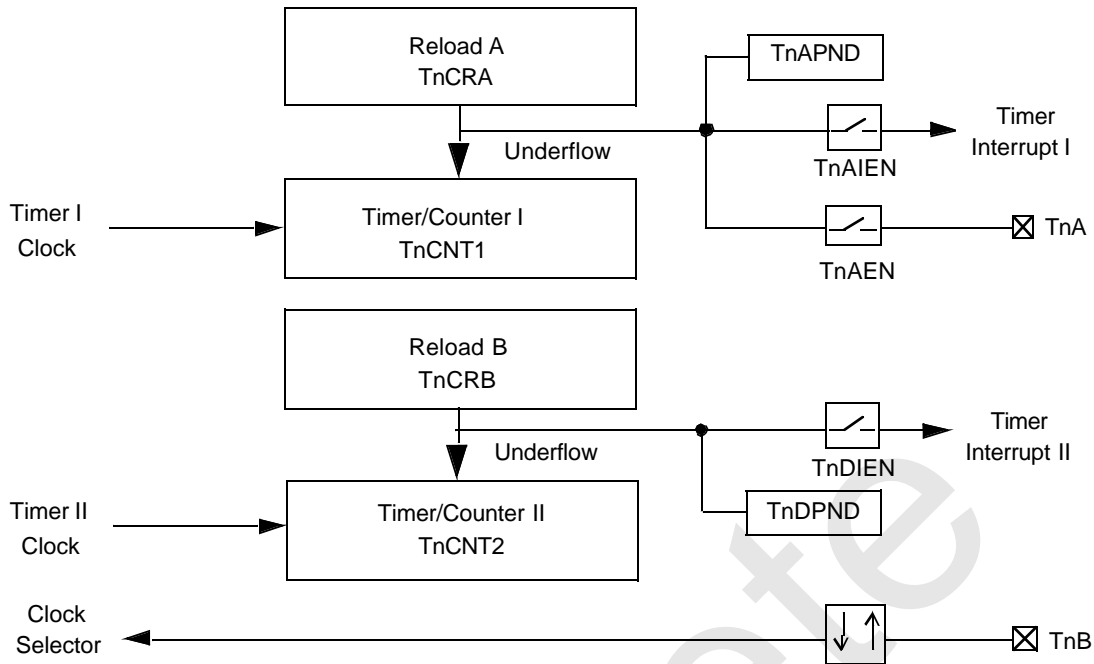 Reload A
TnCRA
TnAPND
Timer
Interrupt I
Underflow
TnAIEN
Timer I
Clock
Timer/Counter I
TnCNT1
TnA
TnAEN
Reload B
TnCRB
Timer
Interrupt II
Underflow
TnDIEN
Timer II
Clock
Timer/Counter II
TnCNT2
TnDPND
Clock
Selector
TnB